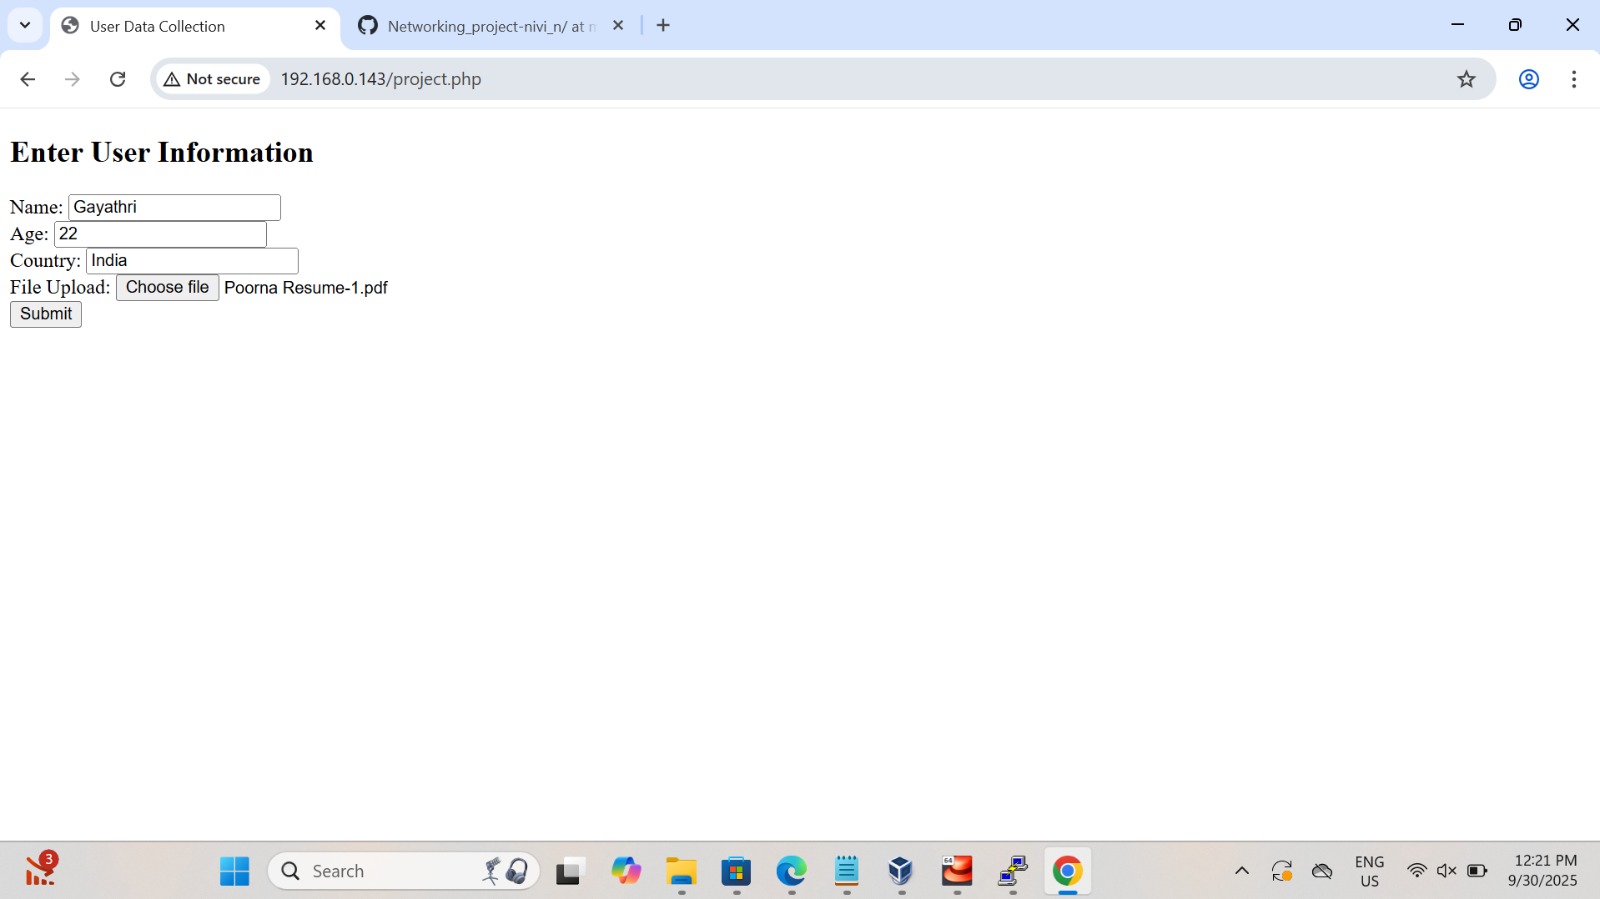 User Data Collection
Networking_project-nivi_n/ at m
Not secure
192.168.0.143/project.php
Enter User Information
Name: Gayathri
Age: 22
Country: India
File Upload: Choose file Poorna Resume-1.pdf
Submit
3
Search
64
ENG
US
12:21 PM
9/30/2025